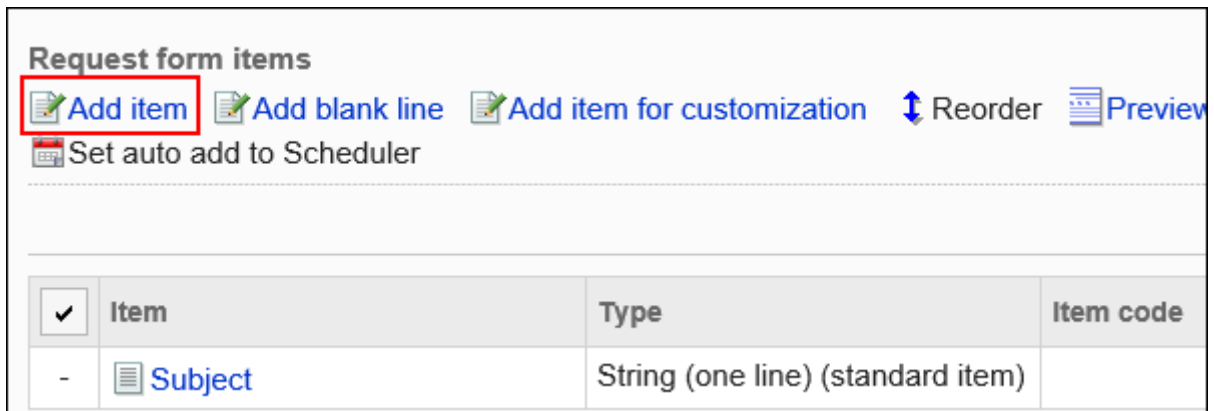 Request form items
Add item Add blank line Add item for customization Reorder Preview
Set auto add to Scheduler
Item Type Item code
- Subject String (one line) (standard item)